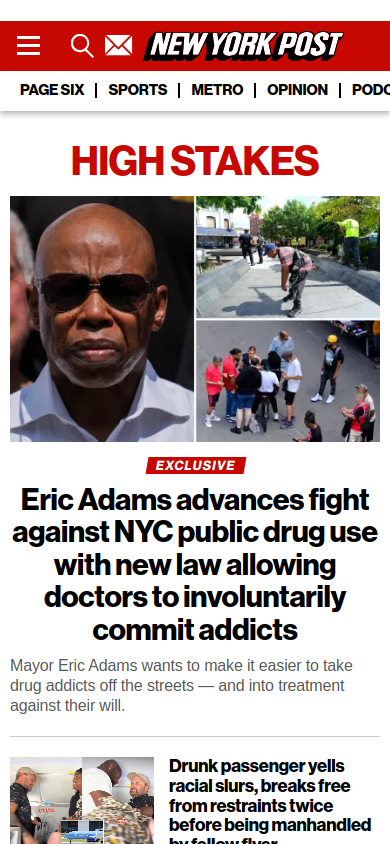 NEW YORK POST
PAGE SIX
SPORTS
METRO
OPINION
PODC
HIGH STAKES
EXCLUSIVE
Eric Adams advances fight
against NYC public drug use
with new law allowing
doctors to involuntarily
commit addicts
Mayor Eric Adams wants to make it easier to take
drug addicts off the streets — and into treatment
against their will.
Drunk passenger yells
racial slurs, breaks free
from restraints twice
before being manhandled
by fellow flyer